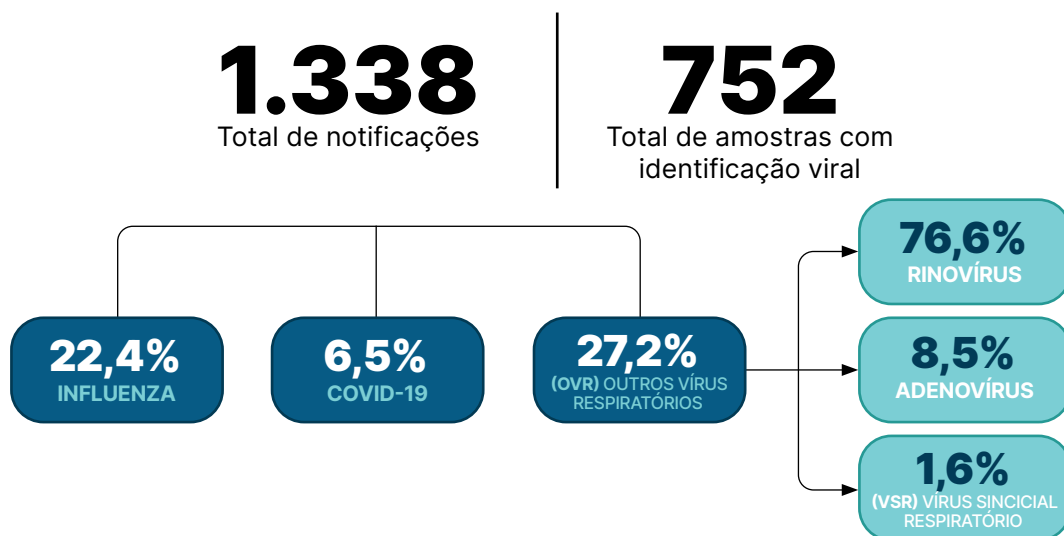 1.338
Total de notificações
752
Total de amostras com
identificação viral
22,4%
INFLUENZA
6,5%
COVID-19
27,2%
(OVR) OUTROS VÍRUS
RESPIRATÓRIOS
76,6%
RINOVÍRUS
8,5%
ADENOVÍRUS
1,6%
(VSR) VÍRUS SINCICIAL
RESPIRATÓRIO